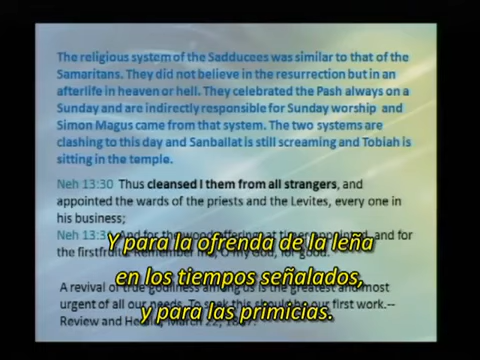 The religious system of the Sadducees was similar to that of the
Samaritans. They did not believe in the resurrection but in an
afterlife in heaven or hell. They celebrated the Pash always on a
Sunday and are indirectly responsible for Sunday worship and
Simon Magus came from that system. The two systems are
clashing to this day and Sanballat is still screaming and Tobiah is
sitting in the temple.
Neh 13:30 Thus cleansed I them from all strangers, and
appointed the wards of the priests and the Levites, every one in
his business;
Neh 13:31 And for the wood offering, at times appointed, and for
the firstfruits. Remember me, O my God, for good.
Y para la ofrenda de la leña
en los tiempos señalados,
y para las primicias.
A revival of true godliness among us is the greatest and most
urgent of all our needs. To seek this should be our first work.--
Review and Herald, March 22, 1887.